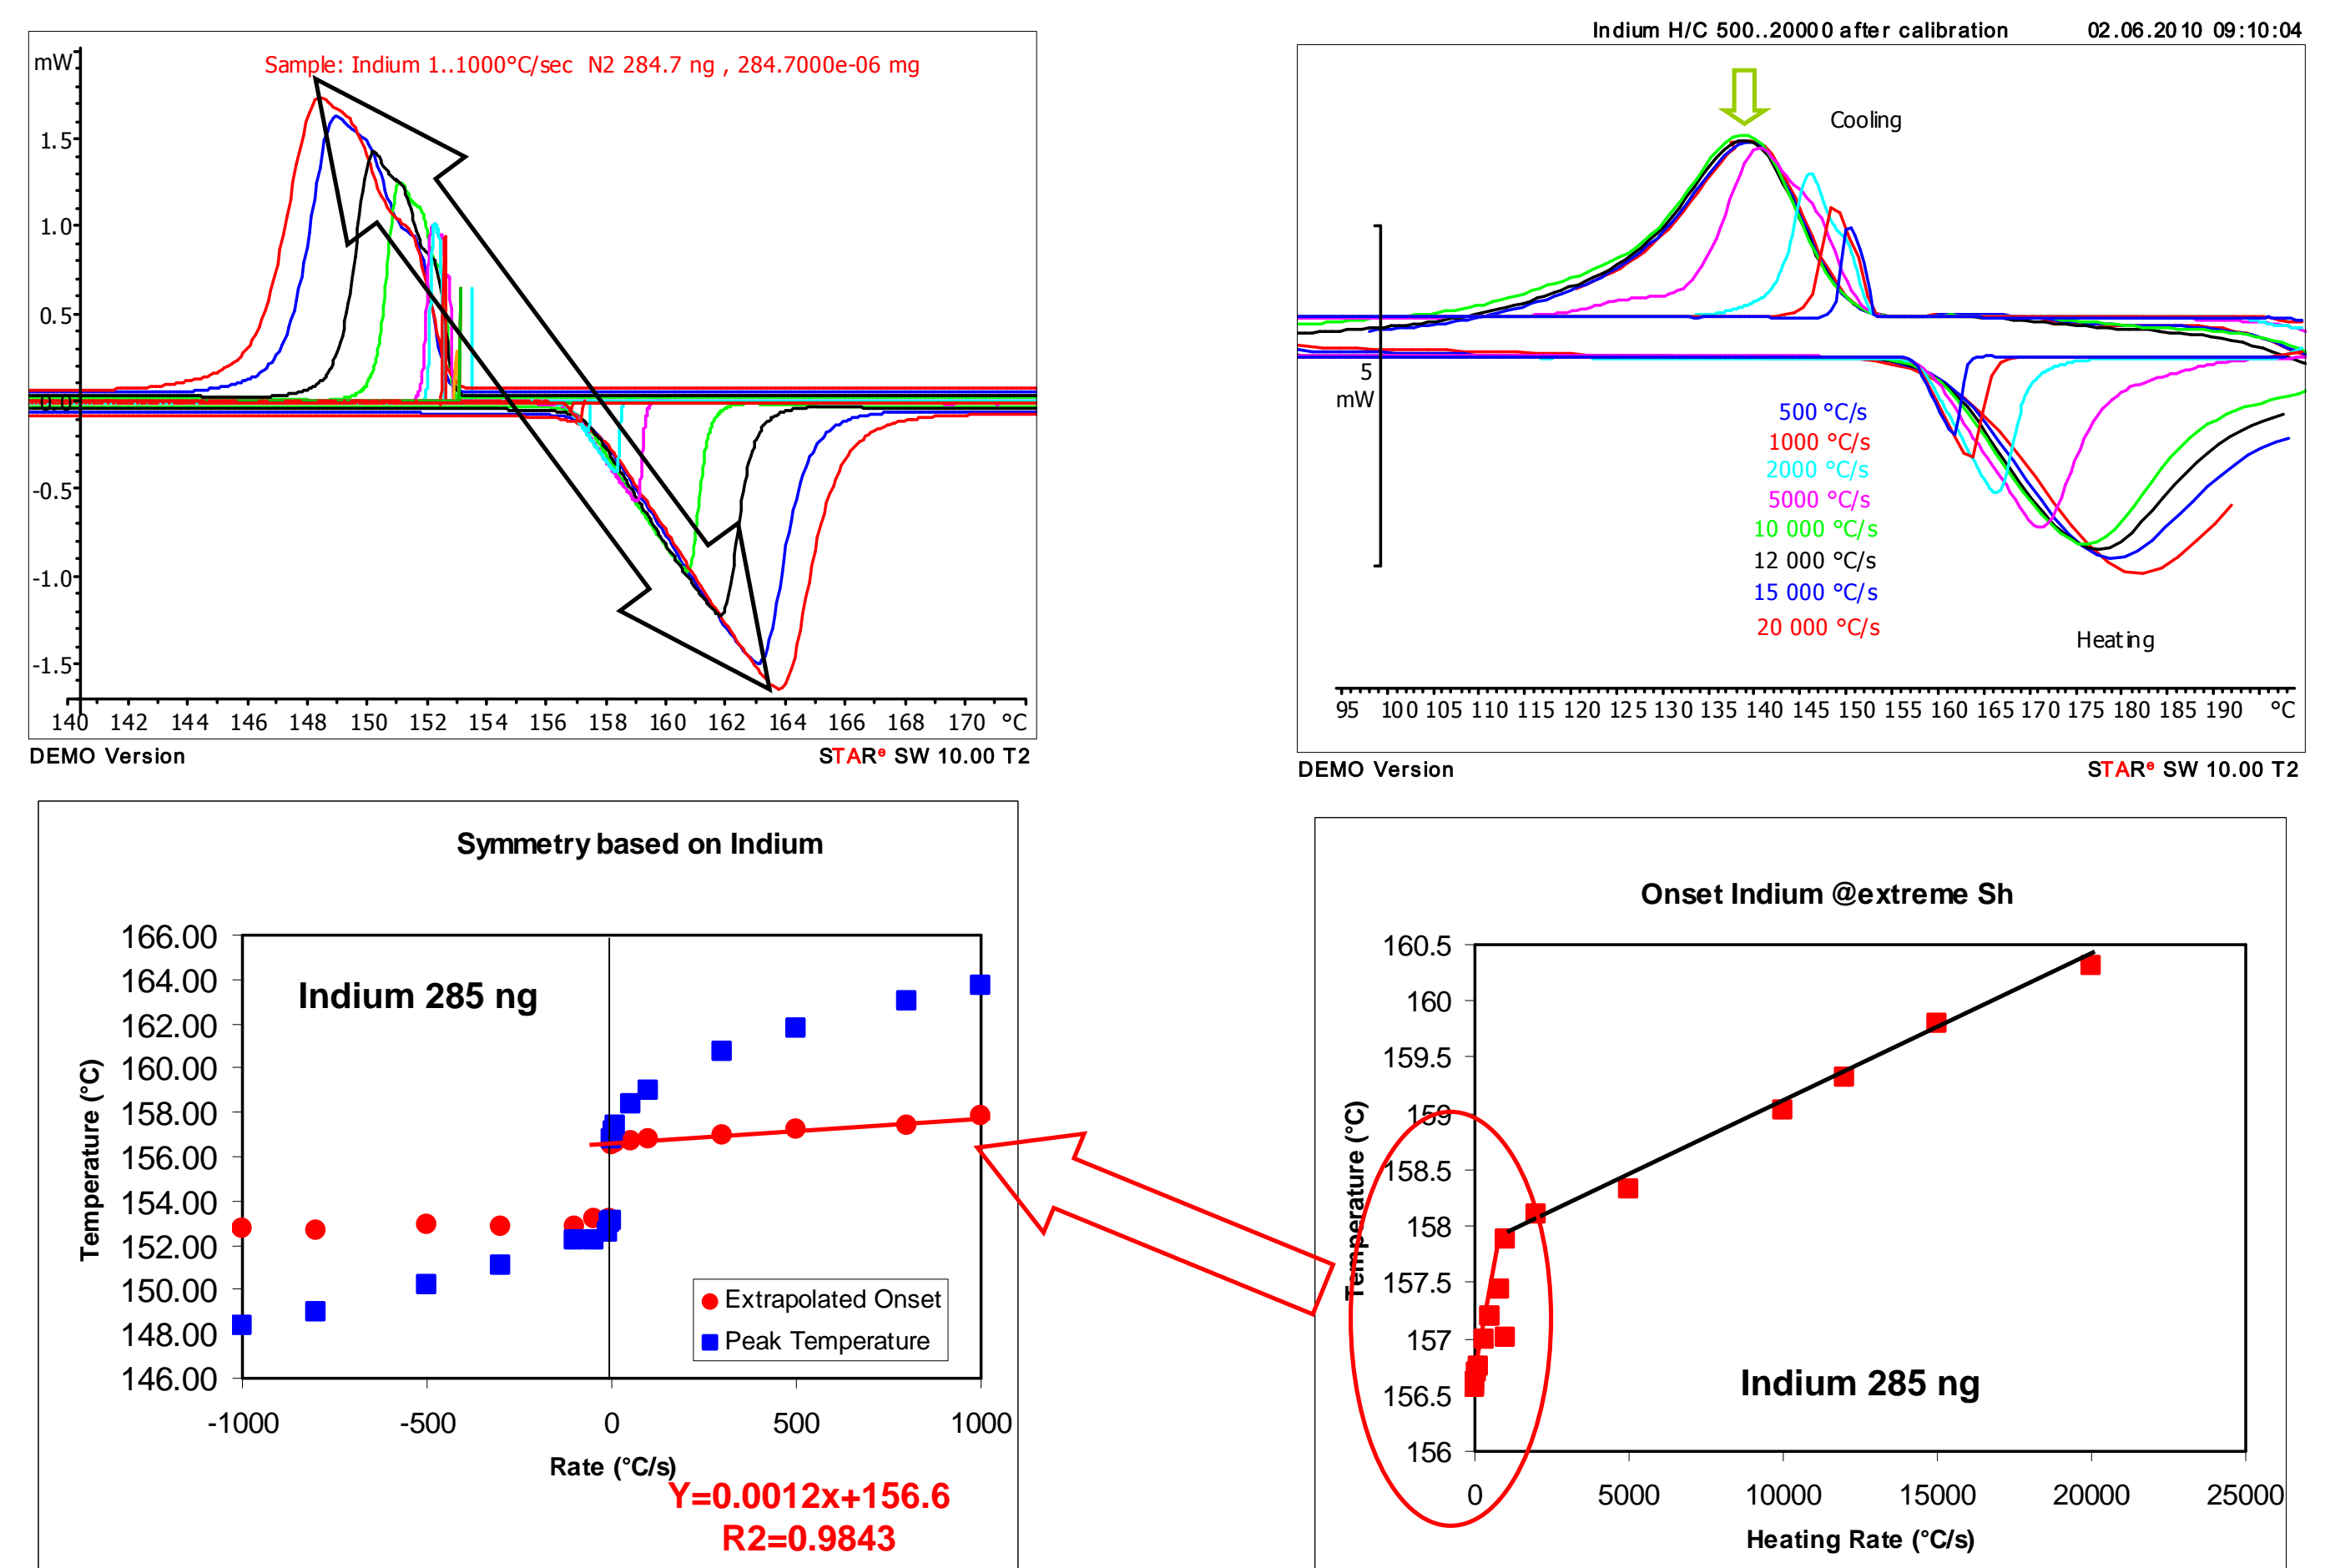 mW
Sample: Indium 1..1000°C/sec N2 284.7 ng , 284.7000e-06 mg
1.5
1.0
0.5
0.0
-0.5
-1.0
-1.5
140 142 144 146 148 150 152 154 156 158 160 162 164 166 168 170 °C
DEMO Version STARe SW 10.00 T2
Indium H/C 500..20000 after calibration 02.06.2010 09:10:04
Cooling
5
mW
500 °C/s
1000 °C/s
2000 °C/s
5000 °C/s
10 000 °C/s
12 000 °C/s
15 000 °C/s
20 000 °C/s
Heating
95 100 105 110 115 120 125 130 135 140 145 150 155 160 165 170 175 180 185 190 °C
DEMO Version STARe SW 10.00 T2
Symmetry based on Indium
Indium 285 ng
Temperature (°C)
166.00
164.00
162.00
160.00
158.00
156.00
154.00
152.00
150.00
148.00
146.00
Extrapolated Onset
Peak Temperature
-1000 -500 0 500 1000
Rate (°C/s)
Y=0.0012x+156.6
R2=0.9843
Onset Indium @extreme Sh
Temperature (°C)
160.5
160
159.5
159
158.5
158
157.5
157
156.5
156
Indium 285 ng
0 5000 10000 15000 20000 25000
Heating Rate (°C/s)